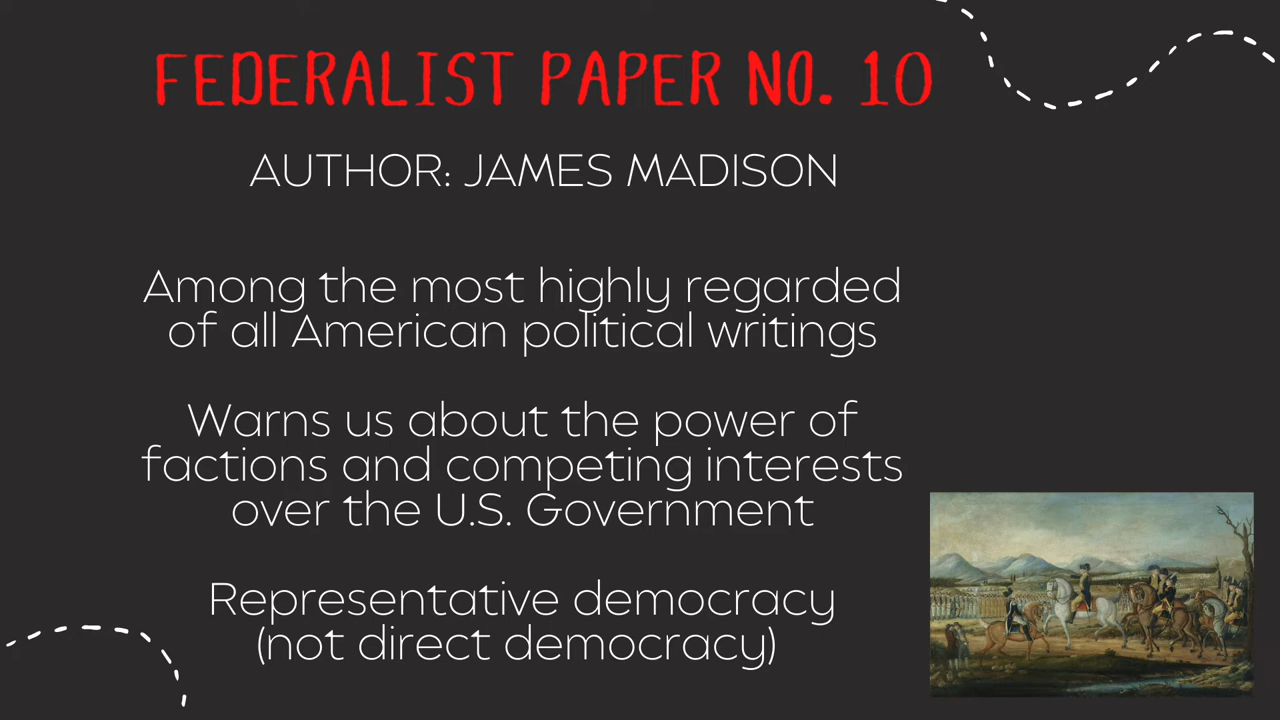 FEDERALIST PAPER NO. 10
AUTHOR: JAMES MADISON
Among the most highly regarded
of all American political writings
Warns us about the power of
factions and competing interests
over the U.S. Government
Representative democracy
(not direct democracy)